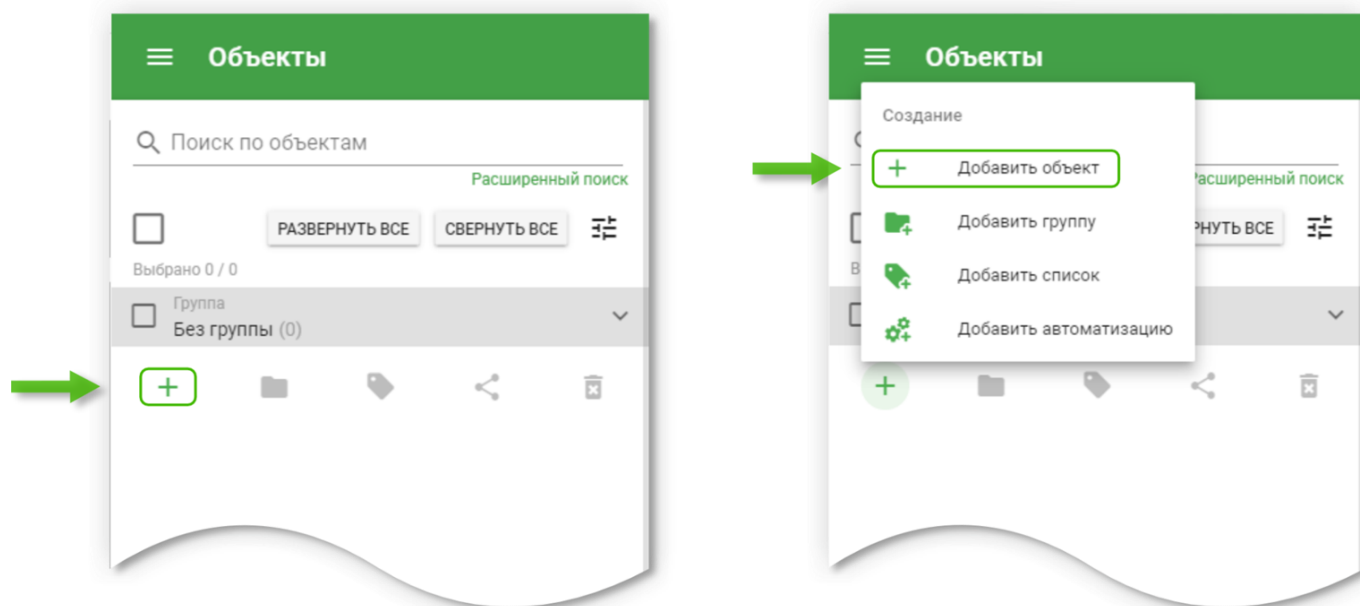 Объекты
Поиск по объектам
Расширенный поиск
РАЗВЕРНУТЬ ВСЕ СВЕРНУТЬ ВСЕ
Выбрано 0 / 0
Группа
Без группы (0)
Объекты
Создание
Добавить объект
Расширенный поиск
Добавить группу
РНУТЬ ВСЕ
В
Добавить список
Добавить автоматизацию